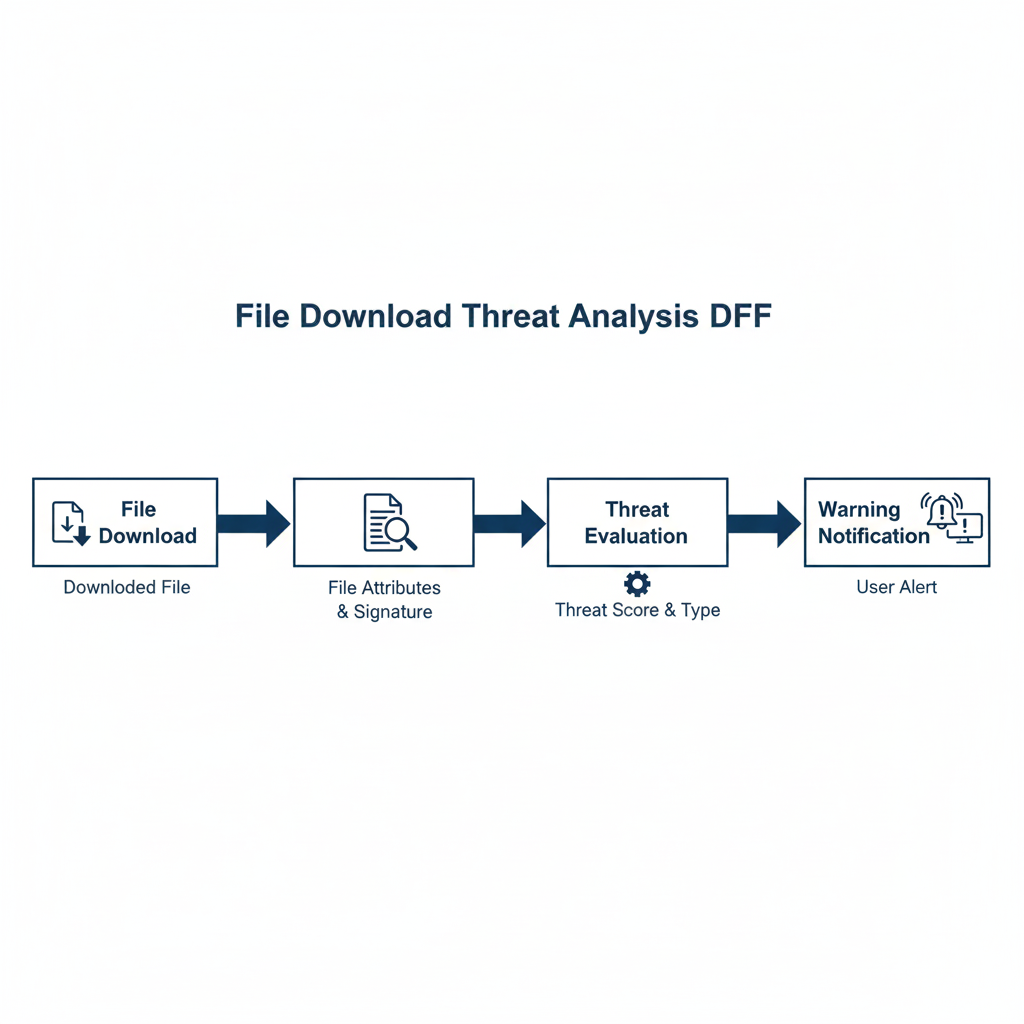 File Download Threat Analysis DFF
File
Download
Downloded File
File Attributes
& Signature
Threat
Evaluation
Threat Score & Type
Warning
Notification
User Alert